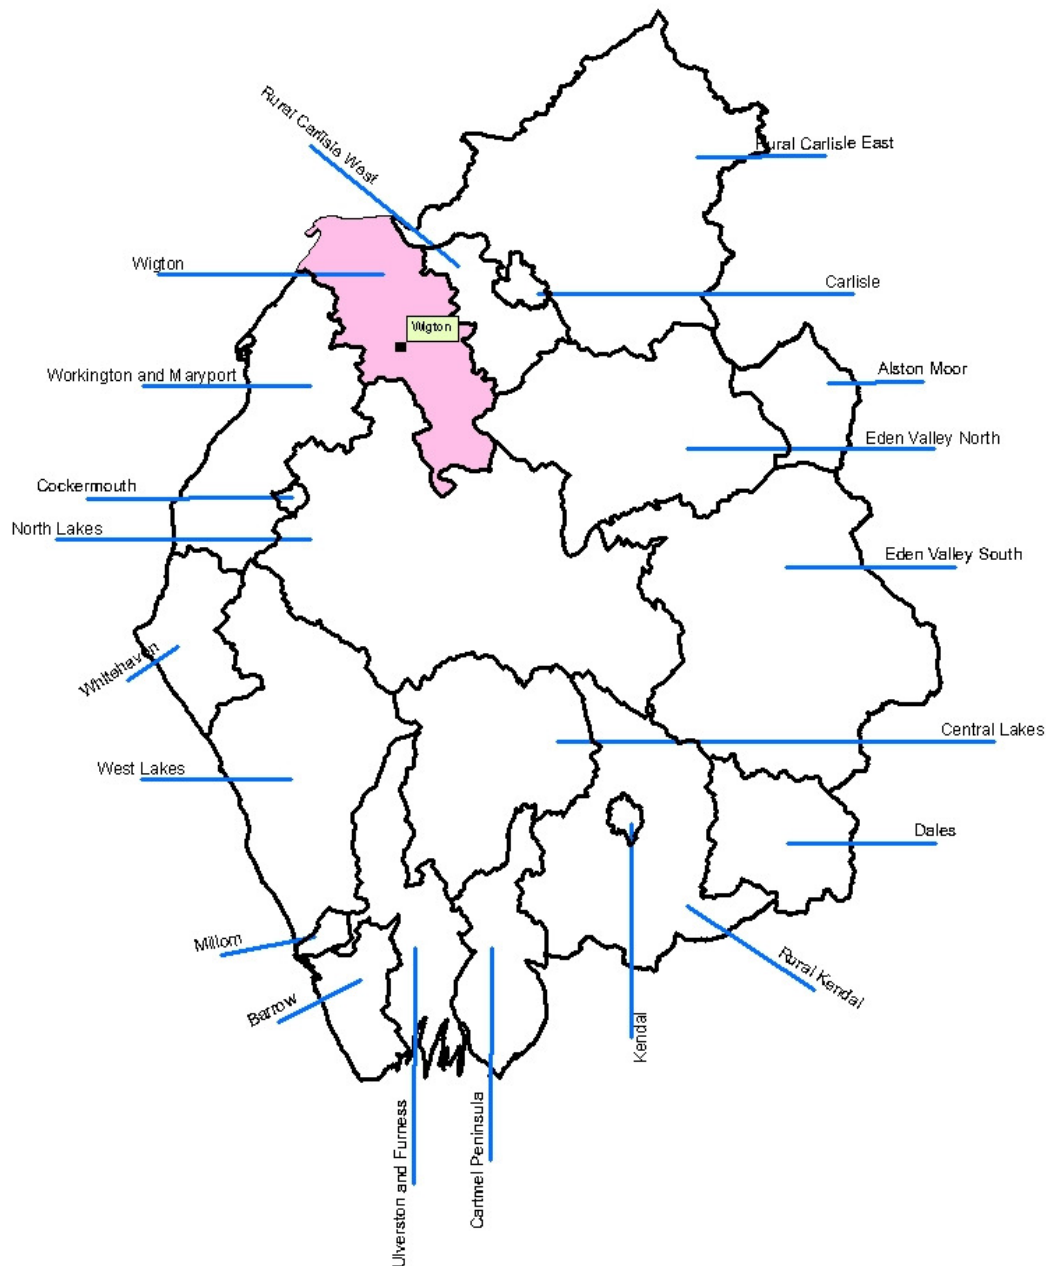 Rural Carlisle West
Rural Carlisle East
Wigton
Carlisle
Wigton
Workington and Maryport
Alston Moor
Eden Valley North
Cockermouth
North Lakes
Eden Valley South
Whitehaven
Central Lakes
West Lakes
Dales
Millom
Rural Kendal
Barrow
Kendal
Ulverston and Furness
Cartmel Peninsula